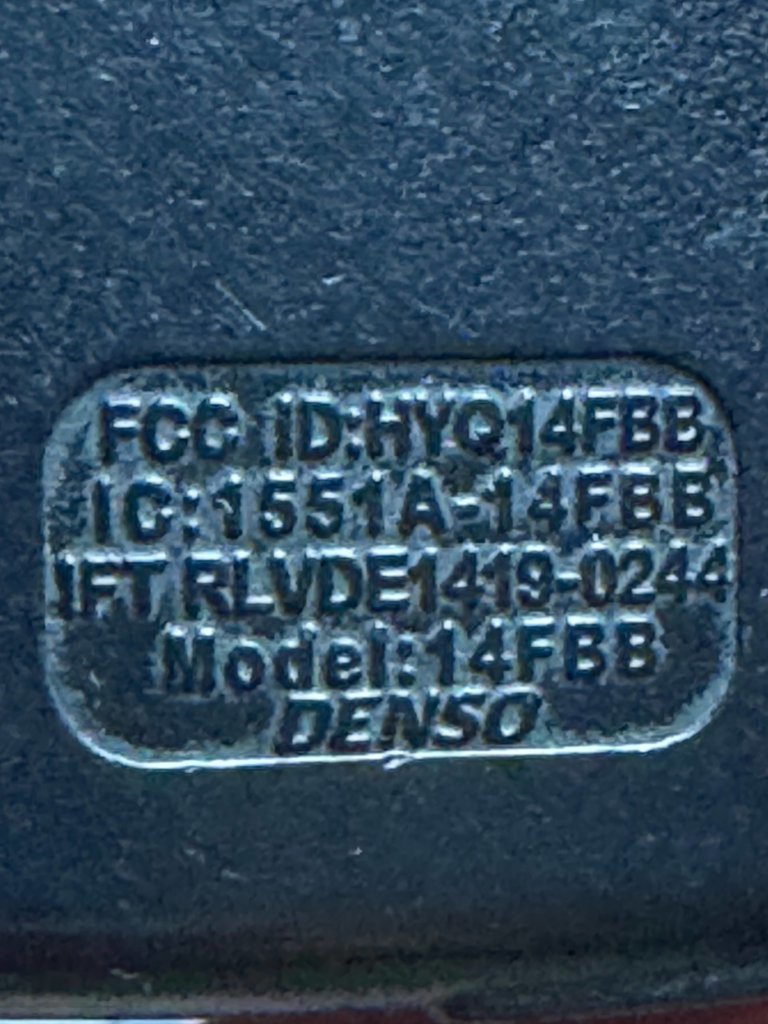 FCC ID:HYQ14FBB
IC:1551A-14FBB
IFT RLVDE1419-0244
Model:14FBB
DENSO